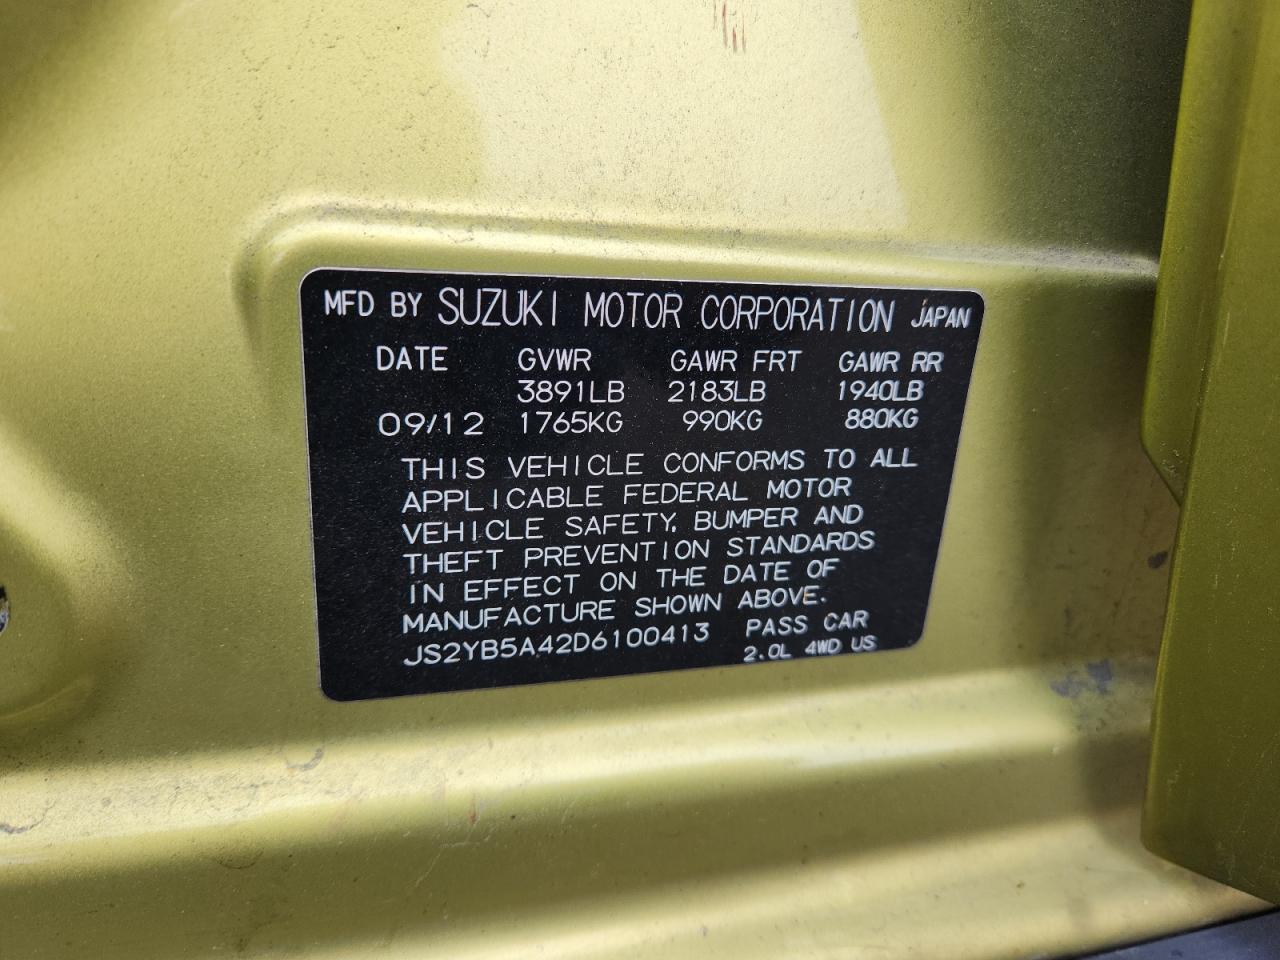 MFD BY SUZUKI MOTOR CORPORATION JAPAN
DATE GVWR GAWR FRT GAWR RR
3891LB 2183LB 1940LB
09/12 1765KG 990KG 880KG
THIS VEHICLE CONFORMS TO ALL
APPLICABLE FEDERAL MOTOR
VEHICLE SAFETY, BUMPER AND
THEFT PREVENTION STANDARDS
IN EFFECT ON THE DATE OF
MANUFACTURE SHOWN ABOVE.
JS2YB5A42D6100413 PASS CAR
2.0L 4WD US